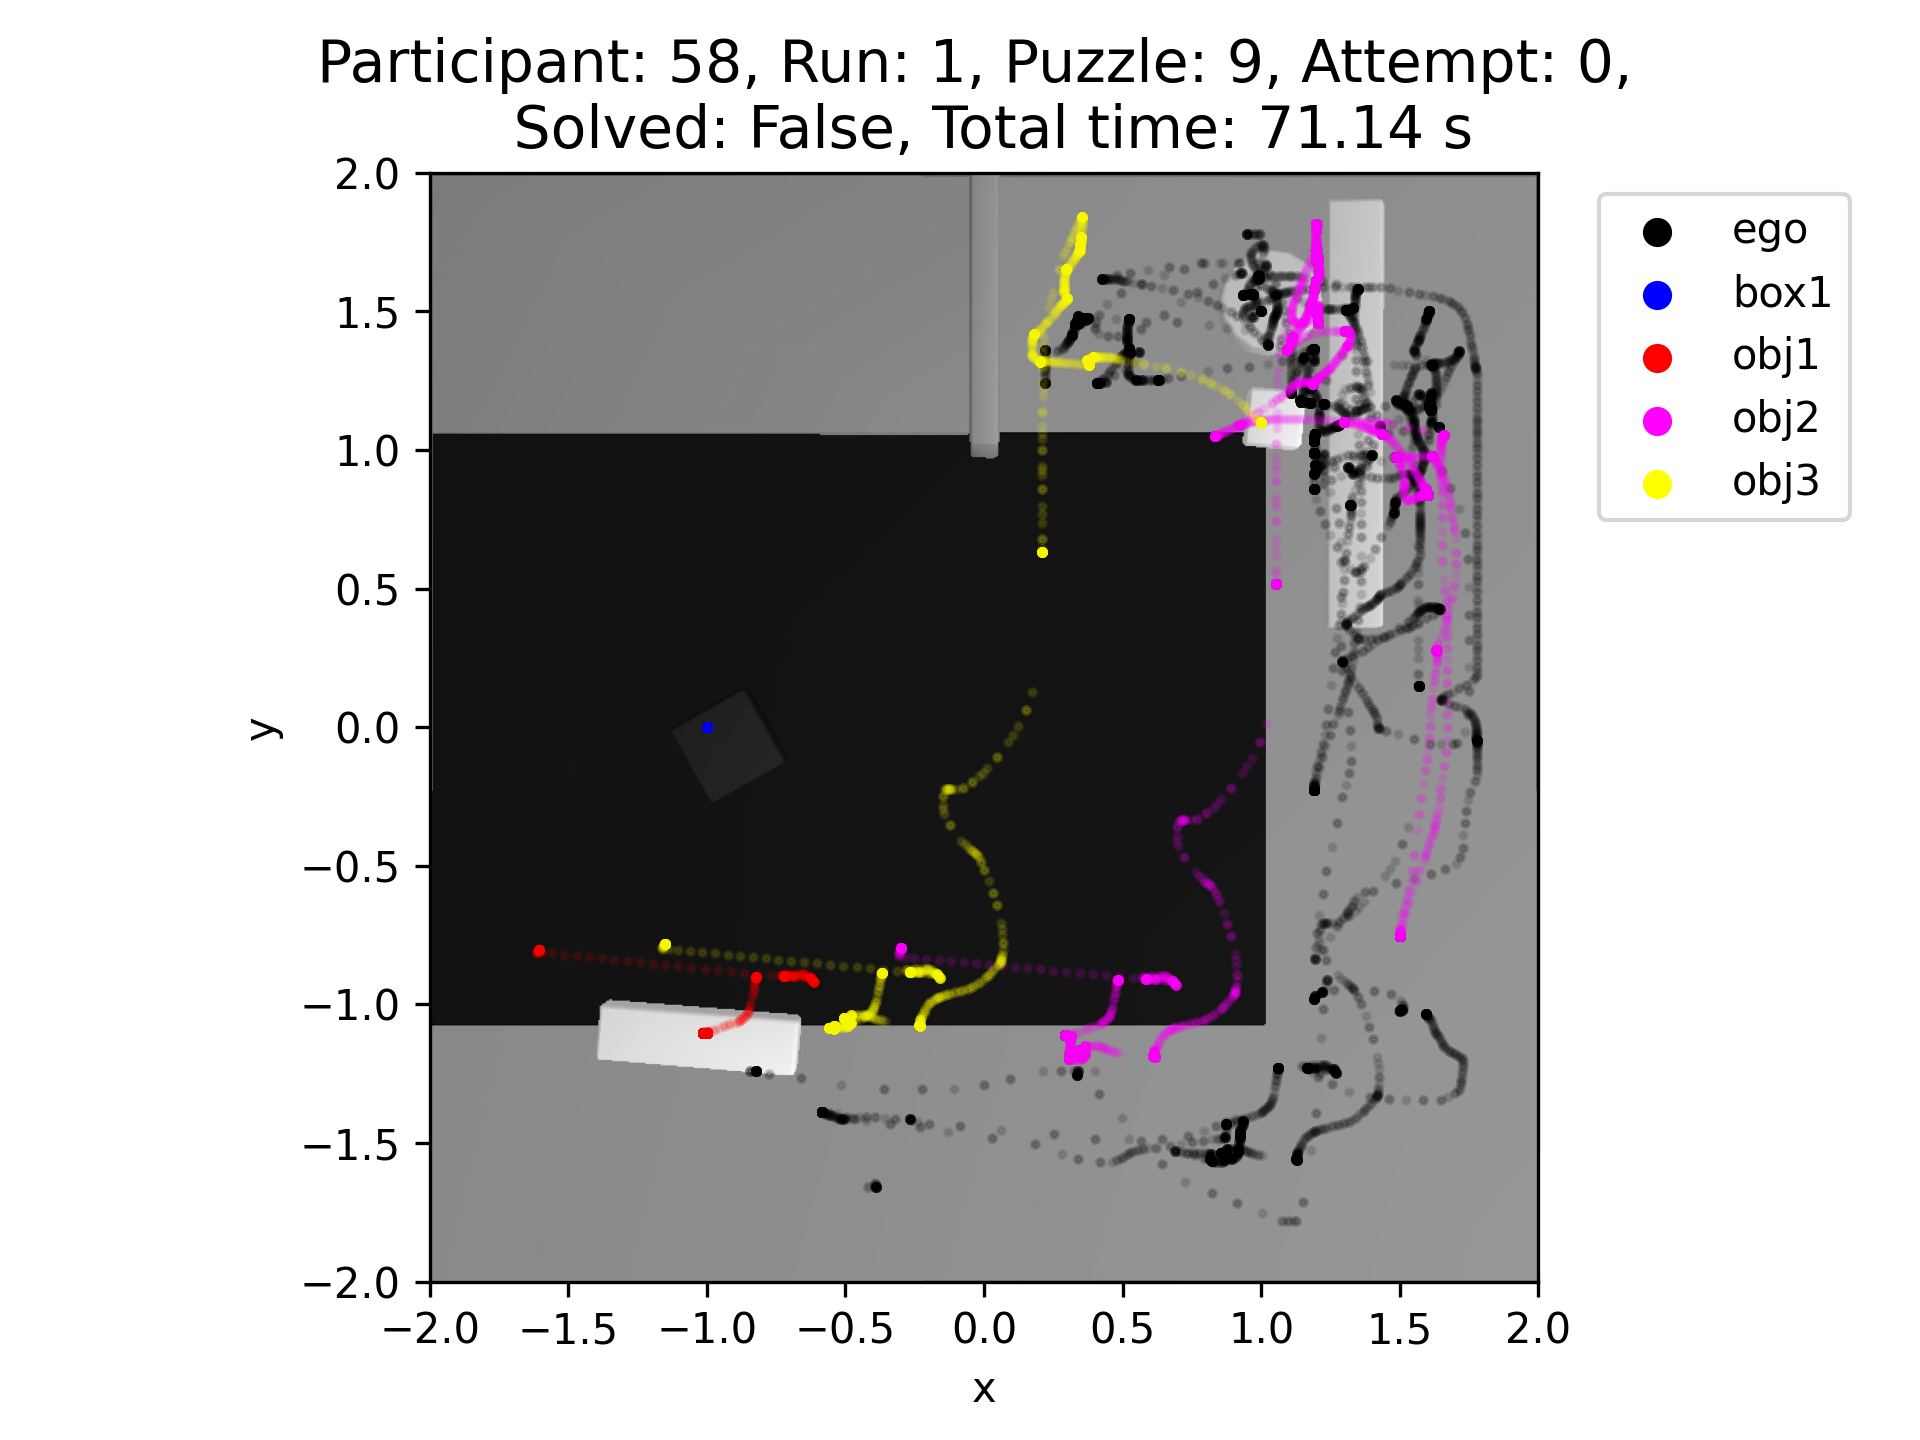 Participant: 58, Run: 1, Puzzle: 9, Attempt: 0,
Solved: False, Total time: 71.14 s
2.0
1.5
1.0
0.5
0.0
−0.5
−1.0
−1.5
−2.0
y
−2.0 −1.5 −1.0 −0.5 0.0 0.5 1.0 1.5 2.0
x
ego
box1
obj1
obj2
obj3